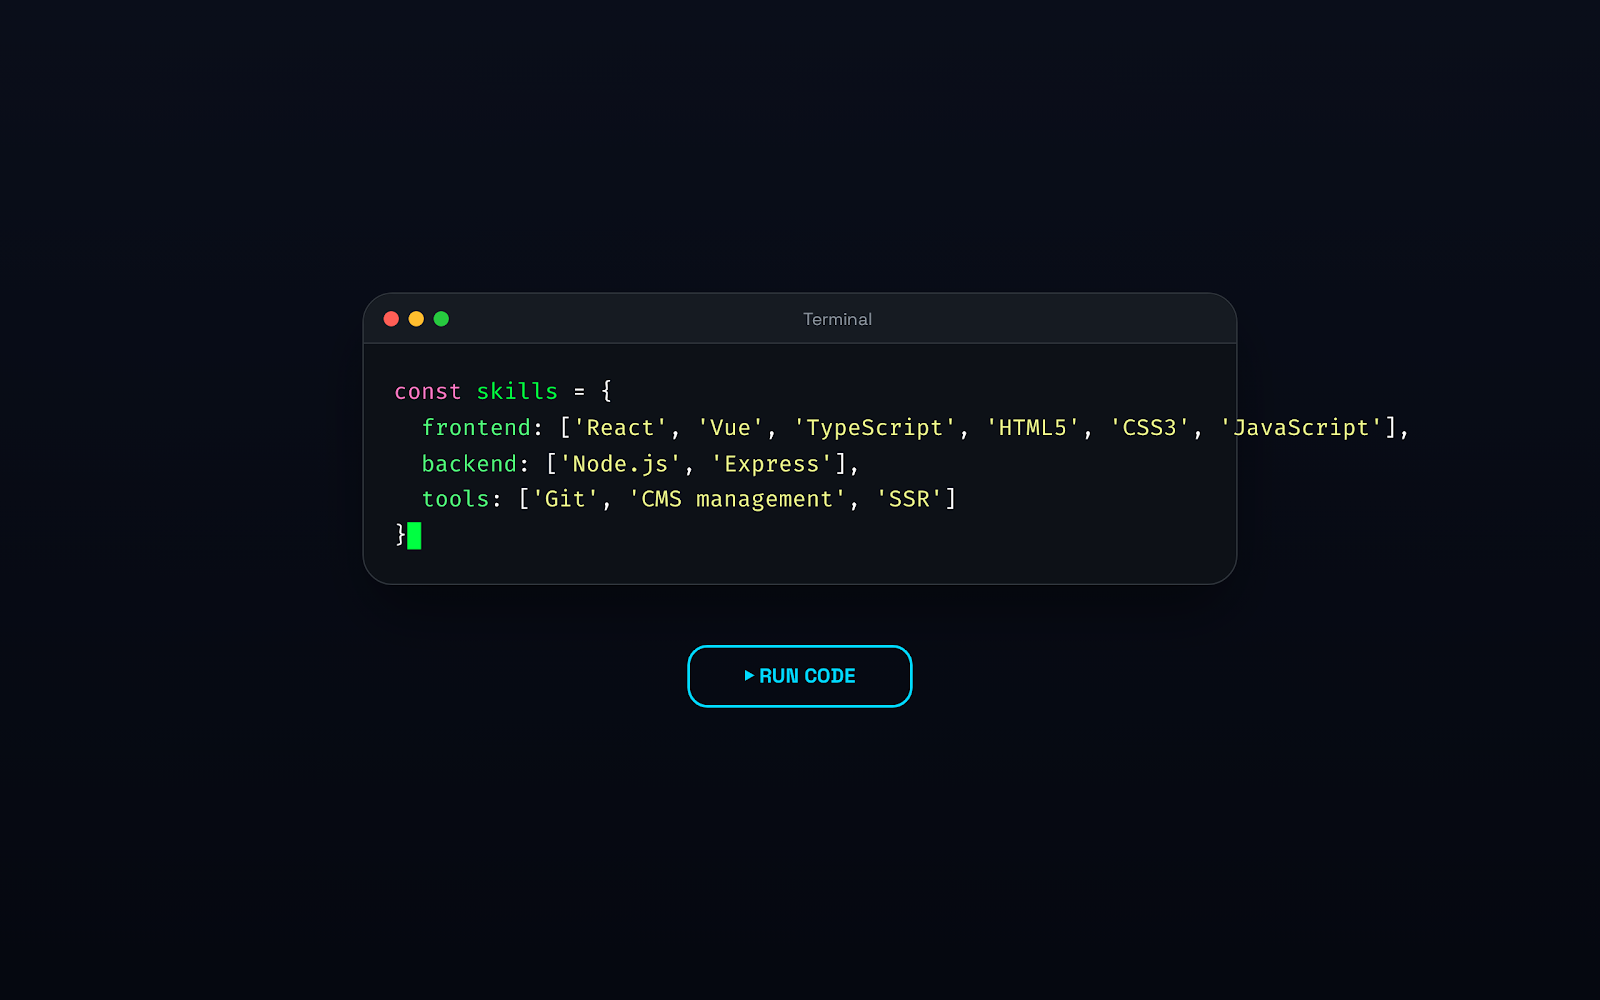 Terminal
const skills = {
  frontend: ['React', 'Vue', 'TypeScript', 'HTML5', 'CSS3', 'JavaScript'],
  backend: ['Node.js', 'Express'],
  tools: ['Git', 'CMS management', 'SSR']
}
RUN CODE